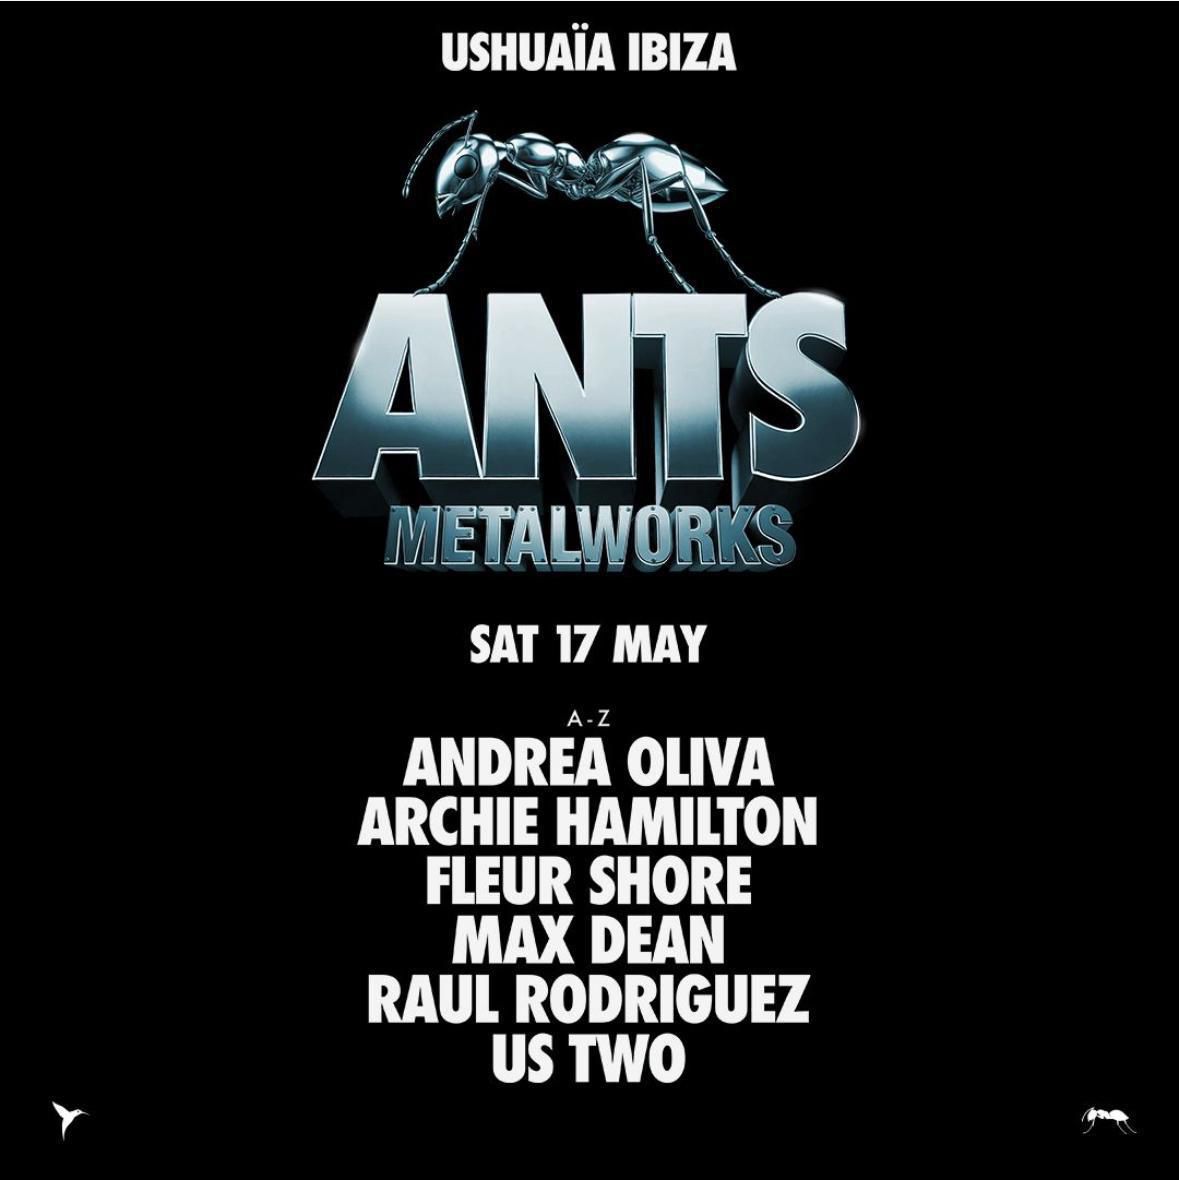 USHUAÏA IBIZA
ANTS
METALWORKS
SAT 17 MAY
A-Z
ANDREA OLIVA
ARCHIE HAMILTON
FLEUR SHORE
MAX DEAN
RAUL RODRIGUEZ
US TWO